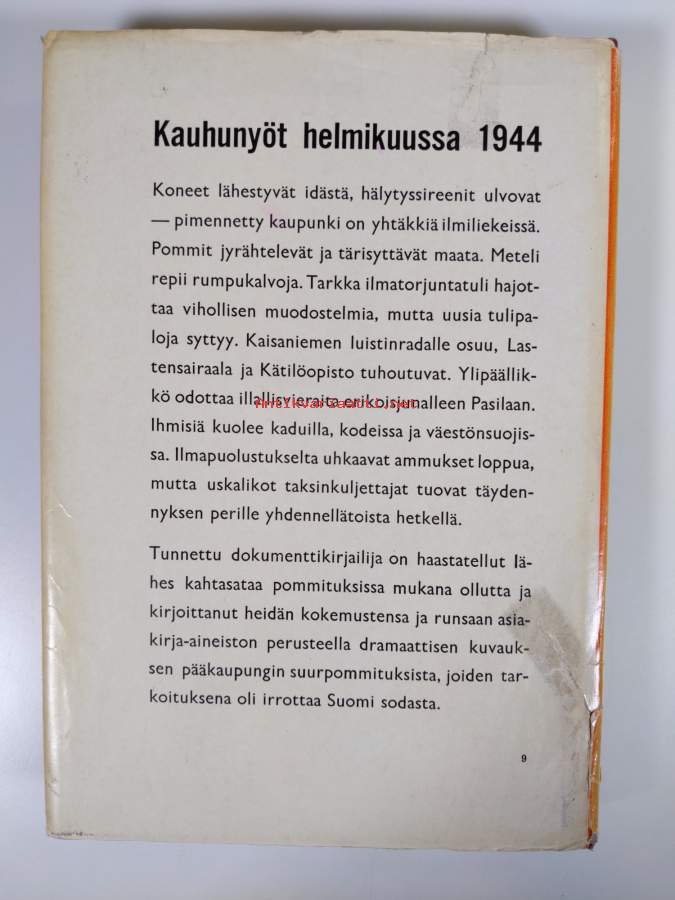 Kauhunyöt helmikuussa 1944
Koneet lähestyvät idästä, hälytyssireenit ulvovat
— pimennetty kaupunki on yhtäkkiä ilmiliekeissä.
Pommit jyrähtelevät ja tärisyttävät maata. Meteli
repii rumpukalvoja. Tarkka ilmatorjuntatuli hajot-
taa vihollisen muodostelmia, mutta uusia tulipa-
loja syttyy. Kaisaniemen luistinradalle osuu, Las-
tensairaala ja Kätilöopisto tuhoutuvat. Ylipäällik-
kö odottaa illallisvieraita erikoisjunalleen Pasilaan.
Antikvariaatti.net
Ihmisiä kuolee kaduilla, kodeissa ja väestönsuojis-
sa. Ilmapuolustukselta uhkaavat ammukset loppua,
mutta uskalikot taksinkuljettajat tuovat täyden-
nyksen perille yhdennellätoista hetkellä.
Tunnettu dokumenttikirjailija on haastatellut lä-
hes kahtasataa pommituksissa mukana ollutta ja
kirjoittanut heidän kokemustensa ja runsaan asia-
kirja-aineiston perusteella dramaattisen kuvauk-
sen pääkaupungin suurpommituksista, joiden tar-
koituksena oli irrottaa Suomi sodasta.
9